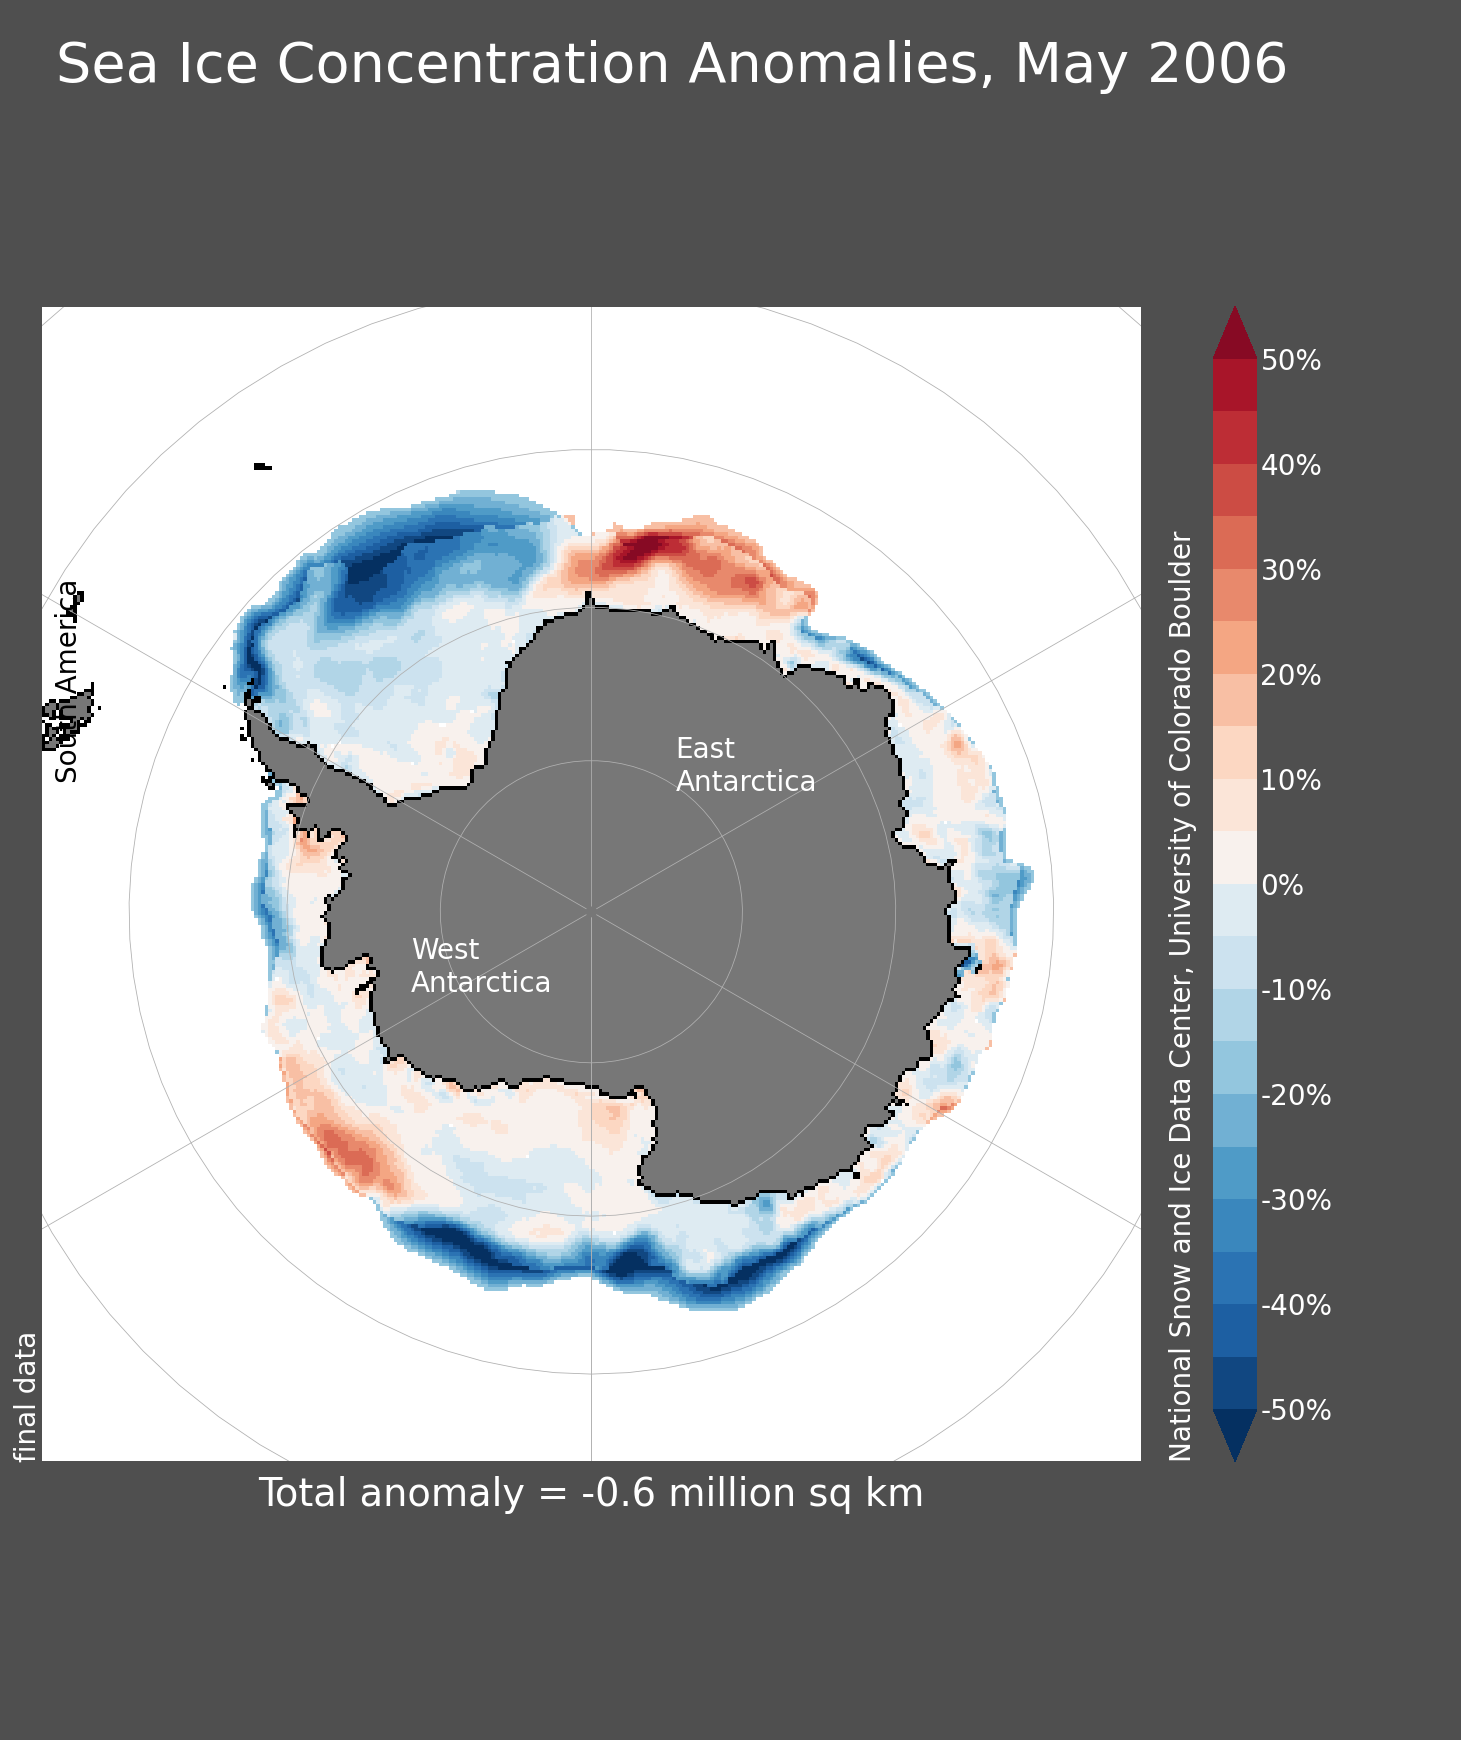 Sea Ice Concentration Anomalies, May 2006
South America
East
Antarctica
West
Antarctica
final data
National Snow and Ice Data Center, University of Colorado Boulder
50%
40%
30%
20%
10%
0%
-10%
-20%
-30%
-40%
-50%
Total anomaly = -0.6 million sq km